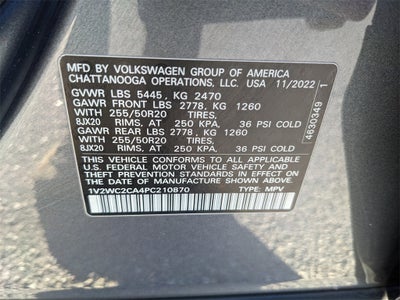 MFD BY VOLKSWAGEN GROUP OF AMERICA
CHATTANOOGA OPERATIONS, LLC. USA 11/2022
GVWR LBS 5445, KG 2470
GAWR FRONT LBS 2778, KG 1260
WITH 255/50R20 TIRES,
8JX20 RIMS, AT 250 KPA, 36 PSI COLD
GAWR REAR LBS 2778, KG 1260
WITH 255/50R20 TIRES,
8JX20 RIMS, AT 250 KPA, 36 PSI COLD
THIS VEHICLE CONFORMS TO ALL APPLICABLE
U.S. FEDERAL MOTOR VEHICLE SAFETY AND
THEFT PREVENTION STANDARDS IN EFFECT ON
THE DATE OF MANUFACTURE SHOWN ABOVE.
1V2WC2CA4PC210870 TYPE: MPV
4630349 1